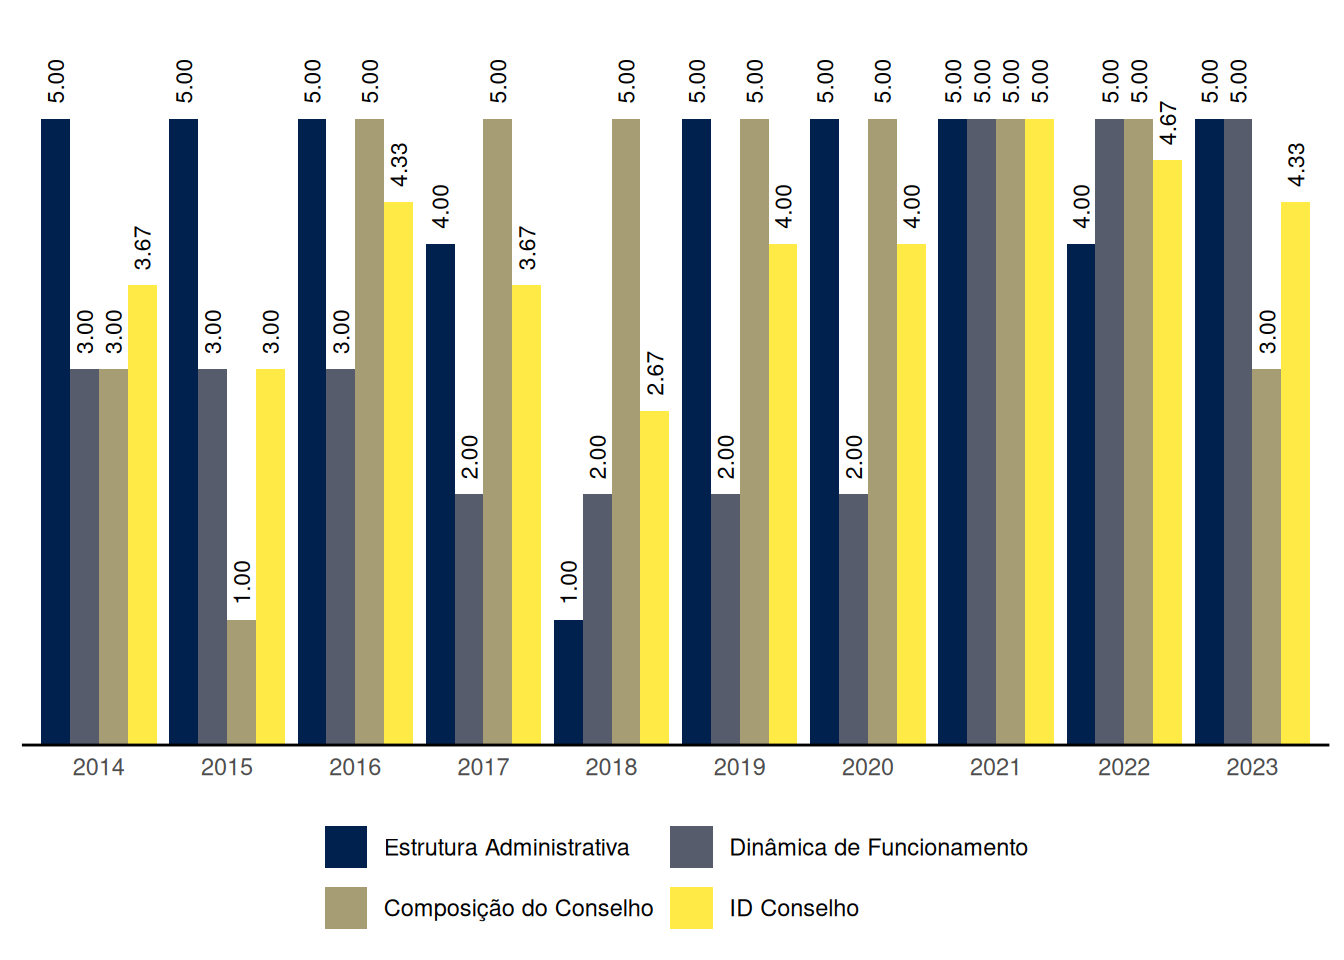 5.00 3.00 3.00 3.67
5.00 3.00 1.00 3.00
5.00 3.00 5.00 4.33
4.00 2.00 5.00 3.67
1.00 2.00 5.00 2.67
5.00 2.00 5.00 4.00
5.00 2.00 5.00 4.00
5.00 5.00 5.00 5.00
4.00 5.00 5.00 4.67
5.00 5.00 3.00 4.33
2014 2015 2016 2017 2018 2019 2020 2021 2022 2023
Estrutura Administrativa Dinâmica de Funcionamento
Composição do Conselho ID Conselho